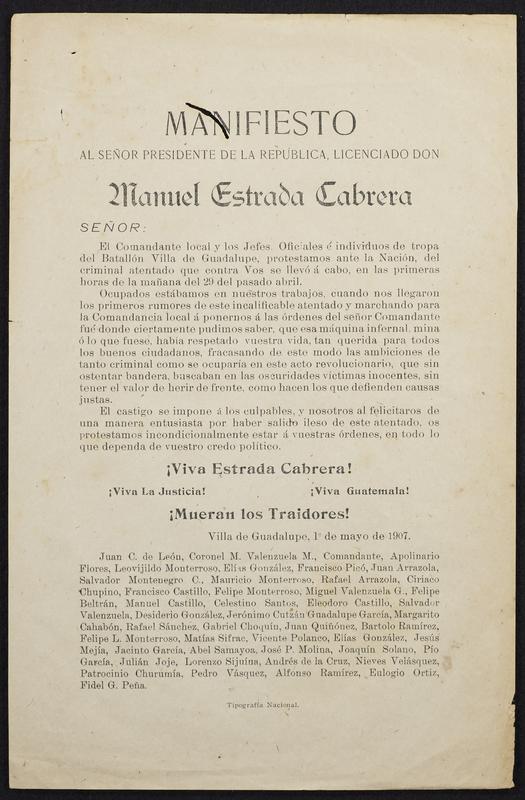 MANIFIESTO
AL SEÑOR PRESIDENTE DE LA REPÚBLICA, LICENCIADO DON
Manuel Estrada Cabrera
SEÑOR:
El Comandante local y los Jefes, Oficiales é individuos de tropa
del Batallón Villa de Guadalupe, protestamos ante la Nación, del
criminal atentado que contra Vos se llevó á cabo, en las primeras
horas de la mañana del 29 del pasado abril.
Ocupados estábamos en nuestros trabajos, cuando nos llegaron
los primeros rumores de este incalificable atentado y marchando para
la Comandancia local á ponernos á las órdenes del señor Comandante
fué donde ciertamente pudimos saber, que esa máquina infernal, mina
ó lo que fuese, había respetado vuestra vida, tan querida para todos
los buenos ciudadanos, fracasando de este modo las ambiciones de
tanto criminal como se ocuparía en este acto revolucionario, que sin
ostentar bandera, buscaban en las oscuridades víctimas inocentes, sin
tener el valor de herir de frente, como hacen los que defienden causas
justas.
El castigo se impone á los culpables, y nosotros al felicitaros de
una manera entusiasta por haber salido ileso de este atentado, os
protestamos incondicionalmente estar á vuestras órdenes, en todo lo
que dependa de vuestro credo político.
¡Viva Estrada Cabrera!
¡Viva La Justicia! ¡Viva Guatemala!
¡Mueran los Traidores!
Villa de Guadalupe, 1º de mayo de 1907.
Juan C. de León, Coronel M. Valenzuela M., Comandante, Apolinario
Flores, Leovijildo Monterroso, Elías González, Francisco Picó, Juan Arrazola,
Salvador Montenegro C., Mauricio Monterroso, Rafael Arrazola, Ciriaco
Chupino, Francisco Castillo, Felipe Monterroso, Miguel Valenzuela G., Felipe
Beltrán, Manuel Castillo, Celestino Santos, Eleodoro Castillo, Salvador
Valenzuela, Desiderio González, Jerónimo Cutzán Guadalupe García, Margarito
Cahabón, Rafael Sánchez, Gabriel Choquín, Juan Quiñónez, Bartolo Ramírez,
Felipe L. Monterroso, Matías Sifrac, Vicente Polanco, Elías González, Jesús
Mejía, Jacinto García, Abel Samayoa, José P. Molina, Joaquín Solano, Pío
García, Julián Joje, Lorenzo Sijuína, Andrés de la Cruz, Nieves Velásquez,
Patrocinio Churumía, Pedro Vásquez, Alfonso Ramírez, Eulogio Ortiz,
Fidel G. Peña.
Tipografía Nacional.